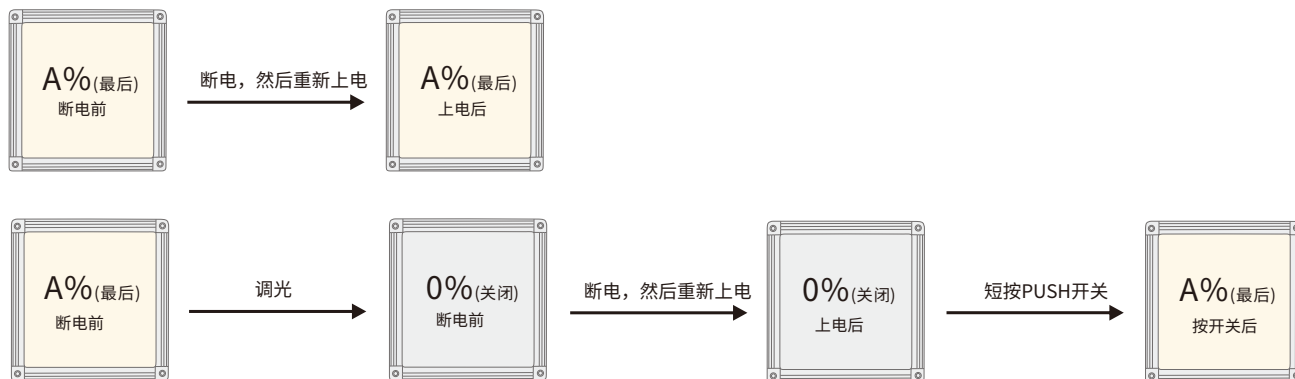 A%(最后)
断电前
断电，然后重新上电
A%(最后)
上电后
A%(最后)
断电前
调光
0%(关闭)
断电前
断电，然后重新上电
0%(关闭)
上电后
短按PUSH开关
A%(最后)
按开关后